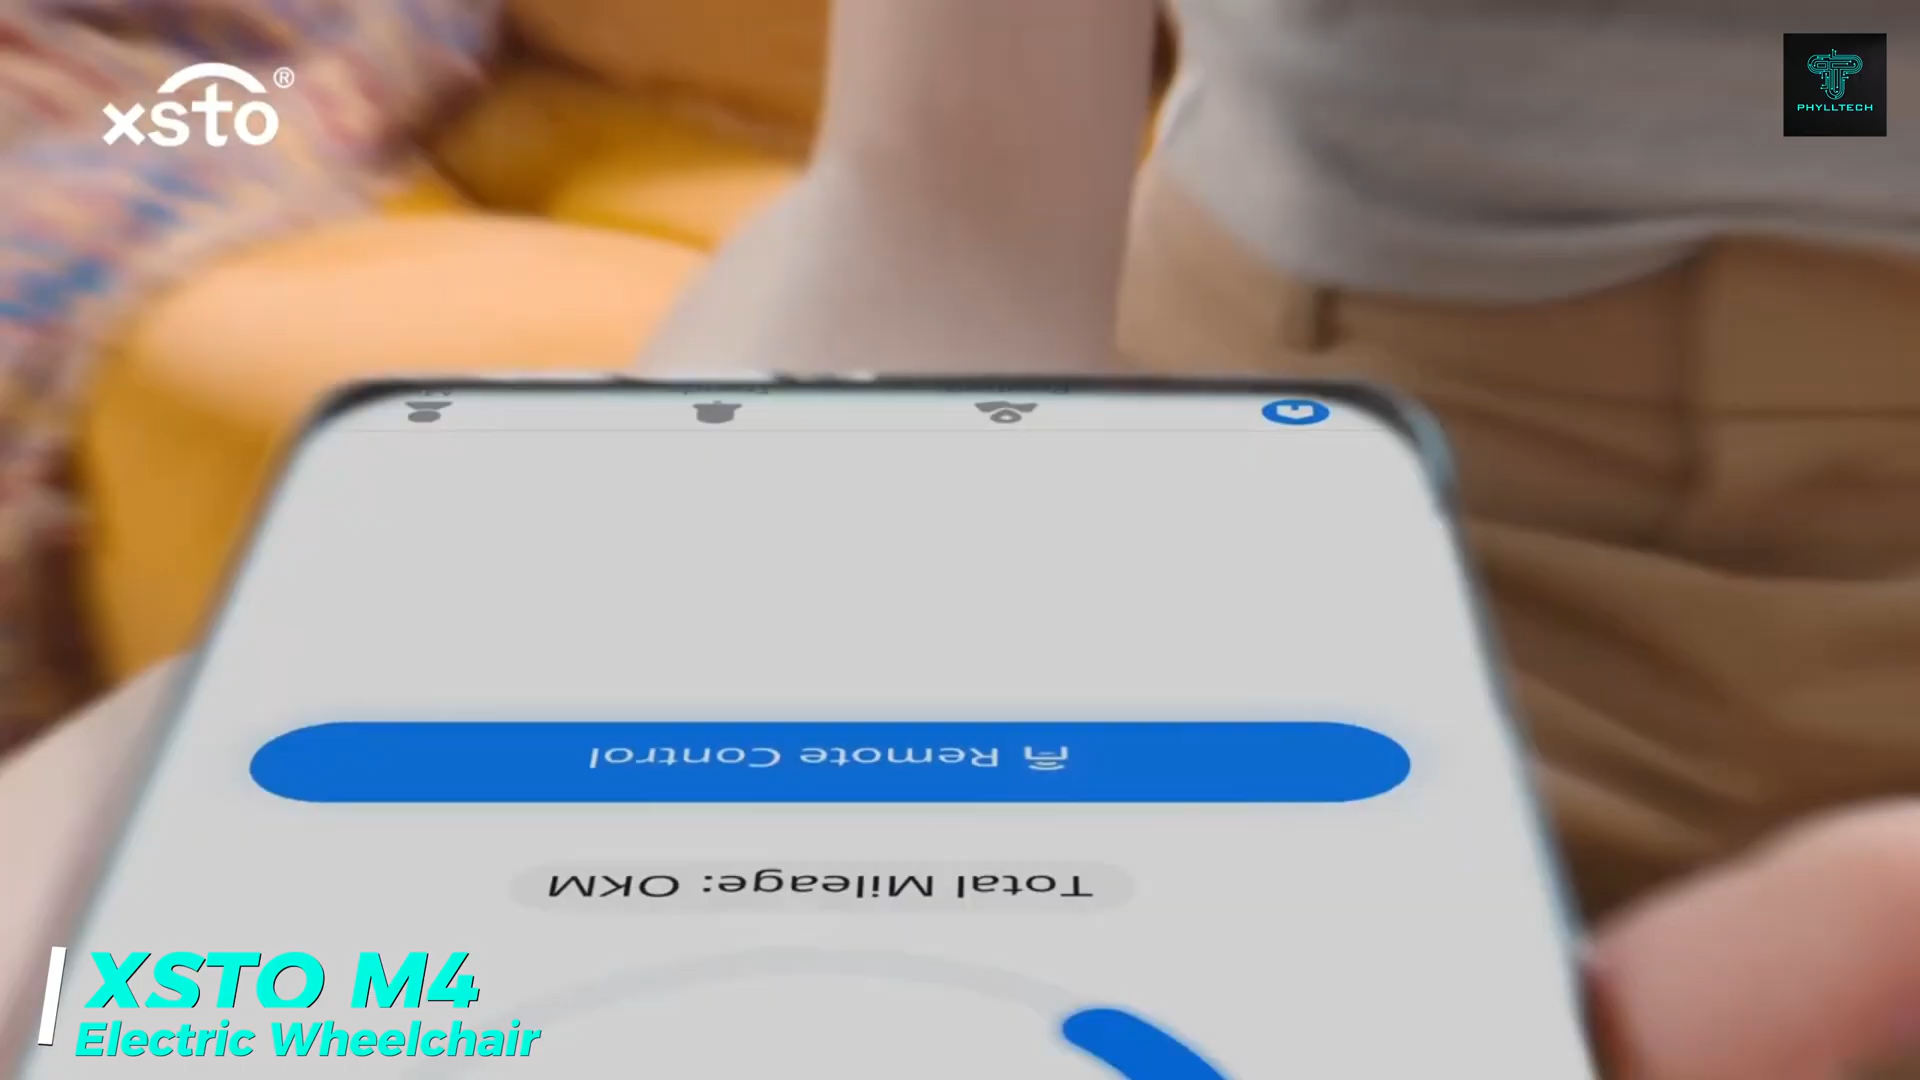 xsto®
PHYLLTECH
Remote Control
Total Mileage: 0KM
XSTO M4
Electric Wheelchair